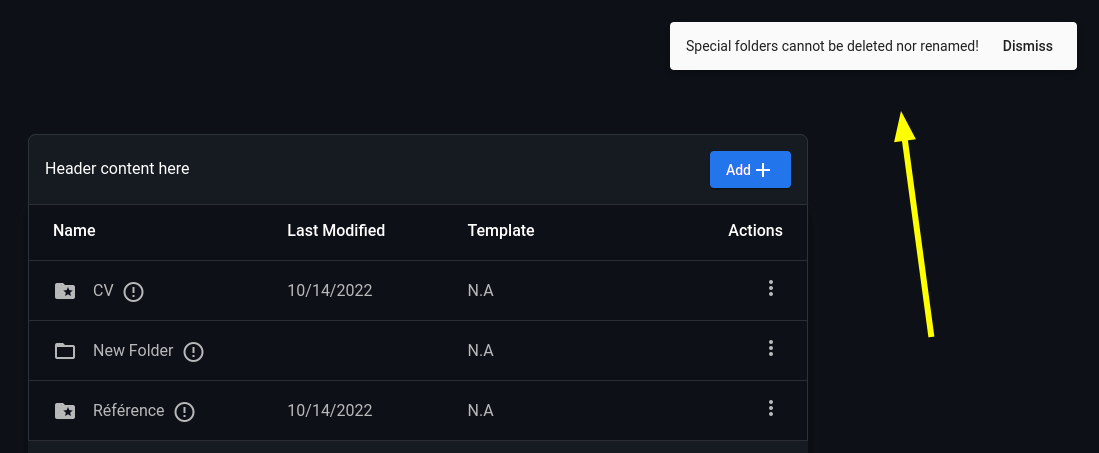 Special folders cannot be deleted nor renamed! Dismiss
Header content here Add
Name Last Modified Template Actions
CV 10/14/2022 N.A
New Folder N.A
Référence 10/14/2022 N.A